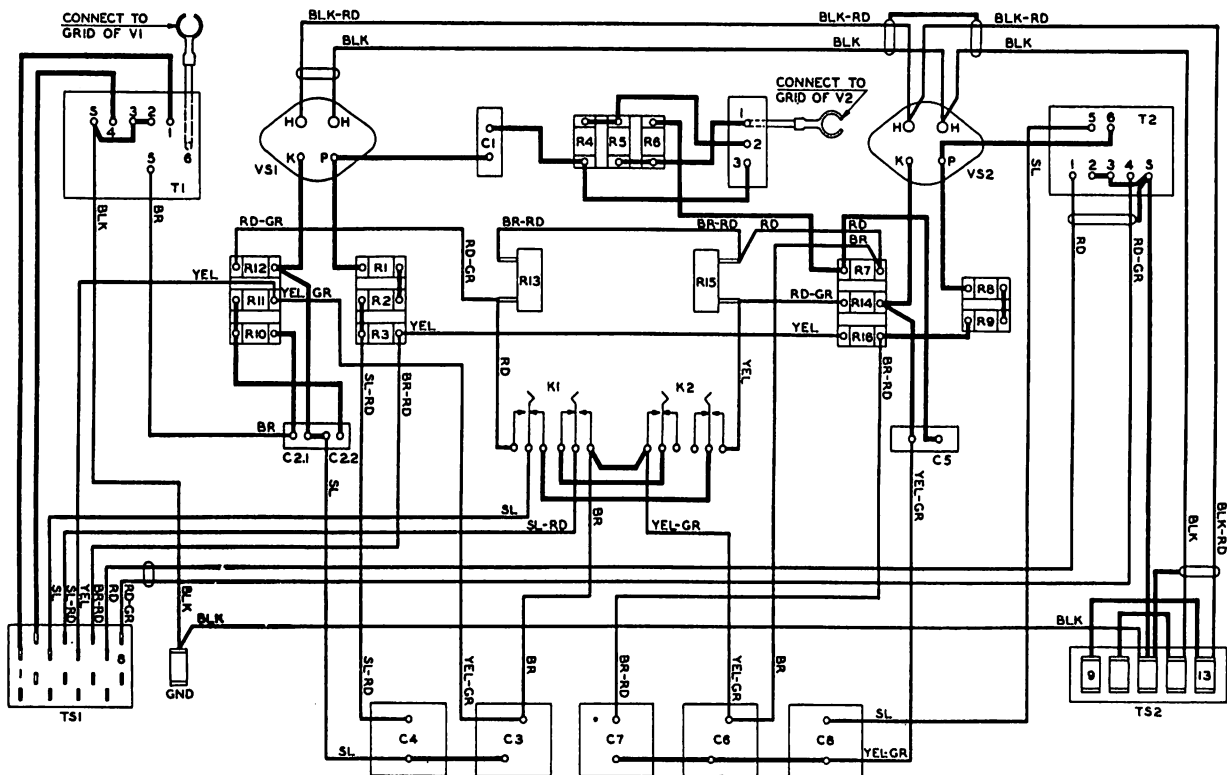 CONNECT TO
GRID OF V1
BLK-RD
BLK-RD
BLK
BLK
BLK
CONNECT TO
GRID OF V2
S 4 3 2 1
5 6
T1
H H
K P
VS1
C1
R4 R5 R6
1
2
3
H H
K P
VS2
SL
5 6
T2
1 2 3 4 S
BLK
BR
RD-GR
RD-GR
BR-RD
BR-RD
RD
RD
BR
RD
RD-GR
YEL
R12
R11
R10
YEL-GR
R1
R2
R3
R13
R15
RD-GR
R7
R14
R16
R8
R9
YEL
SL-RD
BR-RD
RD
K1
K2
YEL
BR-RD
BR
C2.1 C2.2
C5
SL
SL
SL-RD
BR
YEL-GR
YEL-GR
BLK
BLK-RD
SL
SL-RD
YEL
BR-RD
RD
RD-GR
BLK
BLK
BLK
1 8
TS1
GND
SL-RD
YEL-GR
BR
BR-RD
YEL-GR
BR
9 13
TS2
SL
C4
C3
C7
C6
C8
SL
YEL-GR